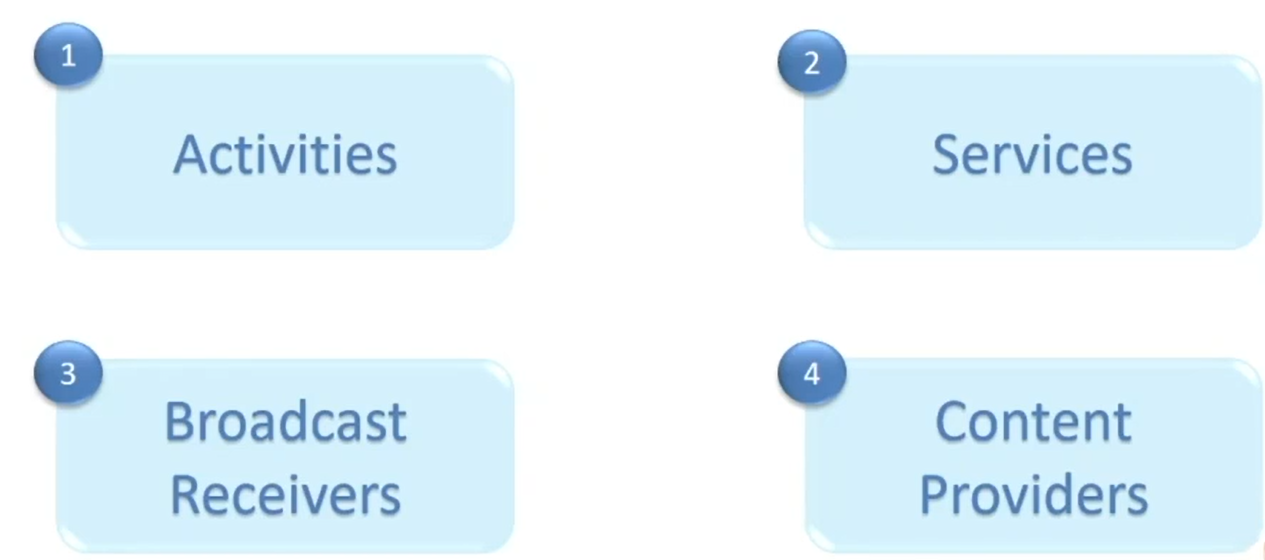 1
Activities
2
Services
3
Broadcast
Receivers
4
Content
Providers